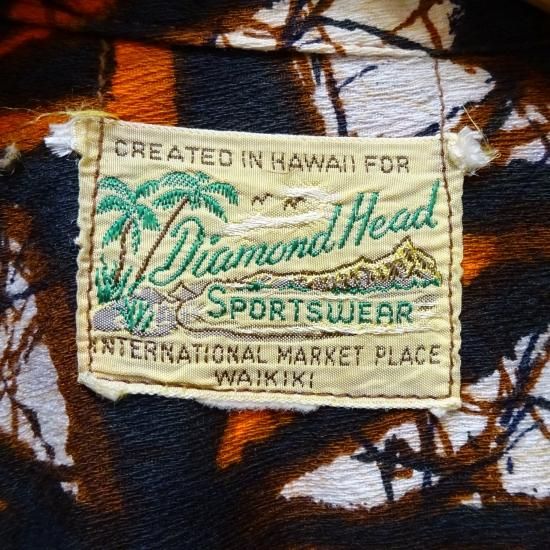 CREATED IN HAWAII FOR
Diamond Head
SPORTSWEAR
INTERNATIONAL MARKET PLACE
WAIKIKI